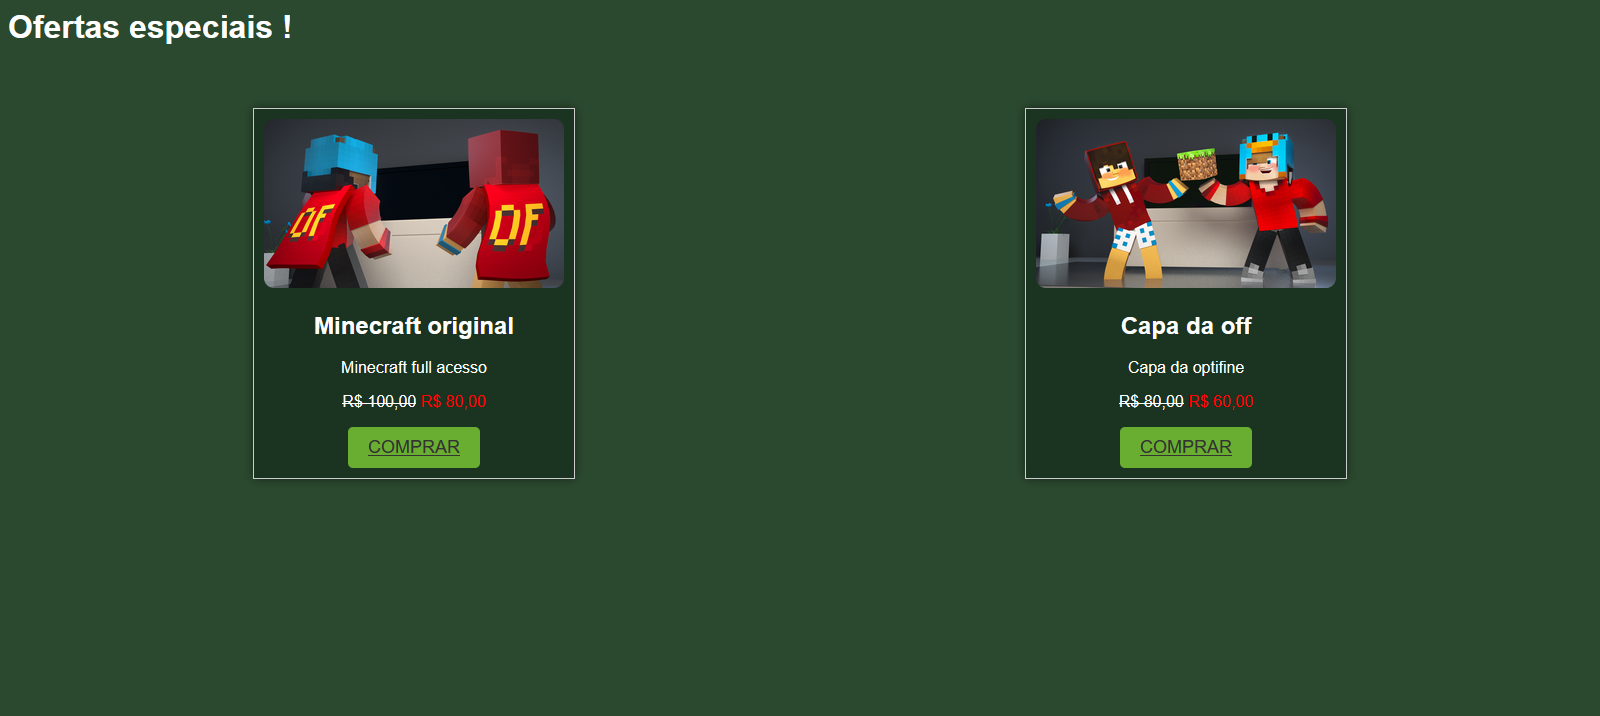 Ofertas especiais !
OF
OF
Minecraft original
Minecraft full acesso
R$ 100,00 R$ 80,00
COMPRAR
Capa da off
Capa da optifine
R$ 80,00 R$ 60,00
COMPRAR